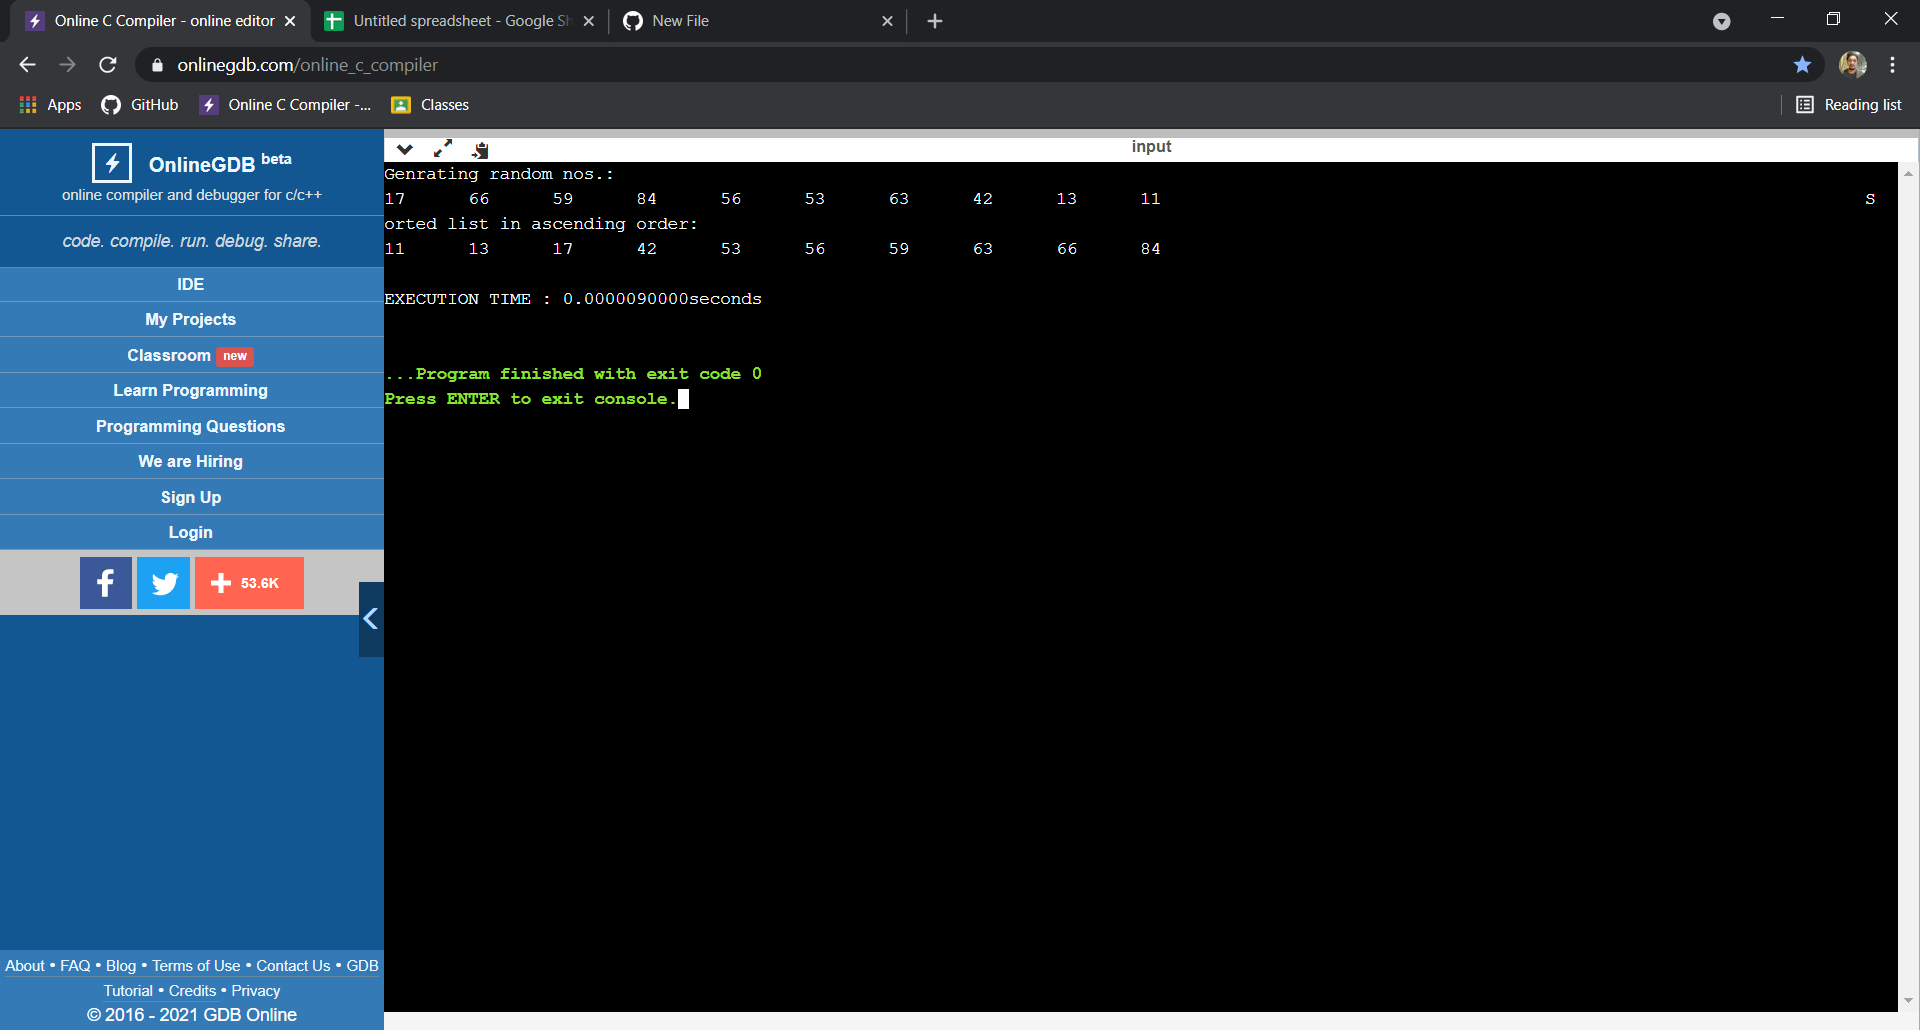 Online C Compiler - online editor
Untitled spreadsheet - Google Sh
New File
onlinegdb.com/online_c_compiler
Apps
GitHub
Online C Compiler -...
Classes
Reading list
OnlineGDB beta
online compiler and debugger for c/c++
code. compile. run. debug. share.
IDE
My Projects
Classroom new
Learn Programming
Programming Questions
We are Hiring
Sign Up
Login
53.6K
About • FAQ • Blog • Terms of Use • Contact Us • GDB
Tutorial • Credits • Privacy
© 2016 - 2021 GDB Online
input
Genrating random nos.:
17 66 59 84 56 53 63 42 13 11 S
orted list in ascending order:
11 13 17 42 53 56 59 63 66 84
EXECUTION TIME : 0.0000090000seconds
...Program finished with exit code 0
Press ENTER to exit console.